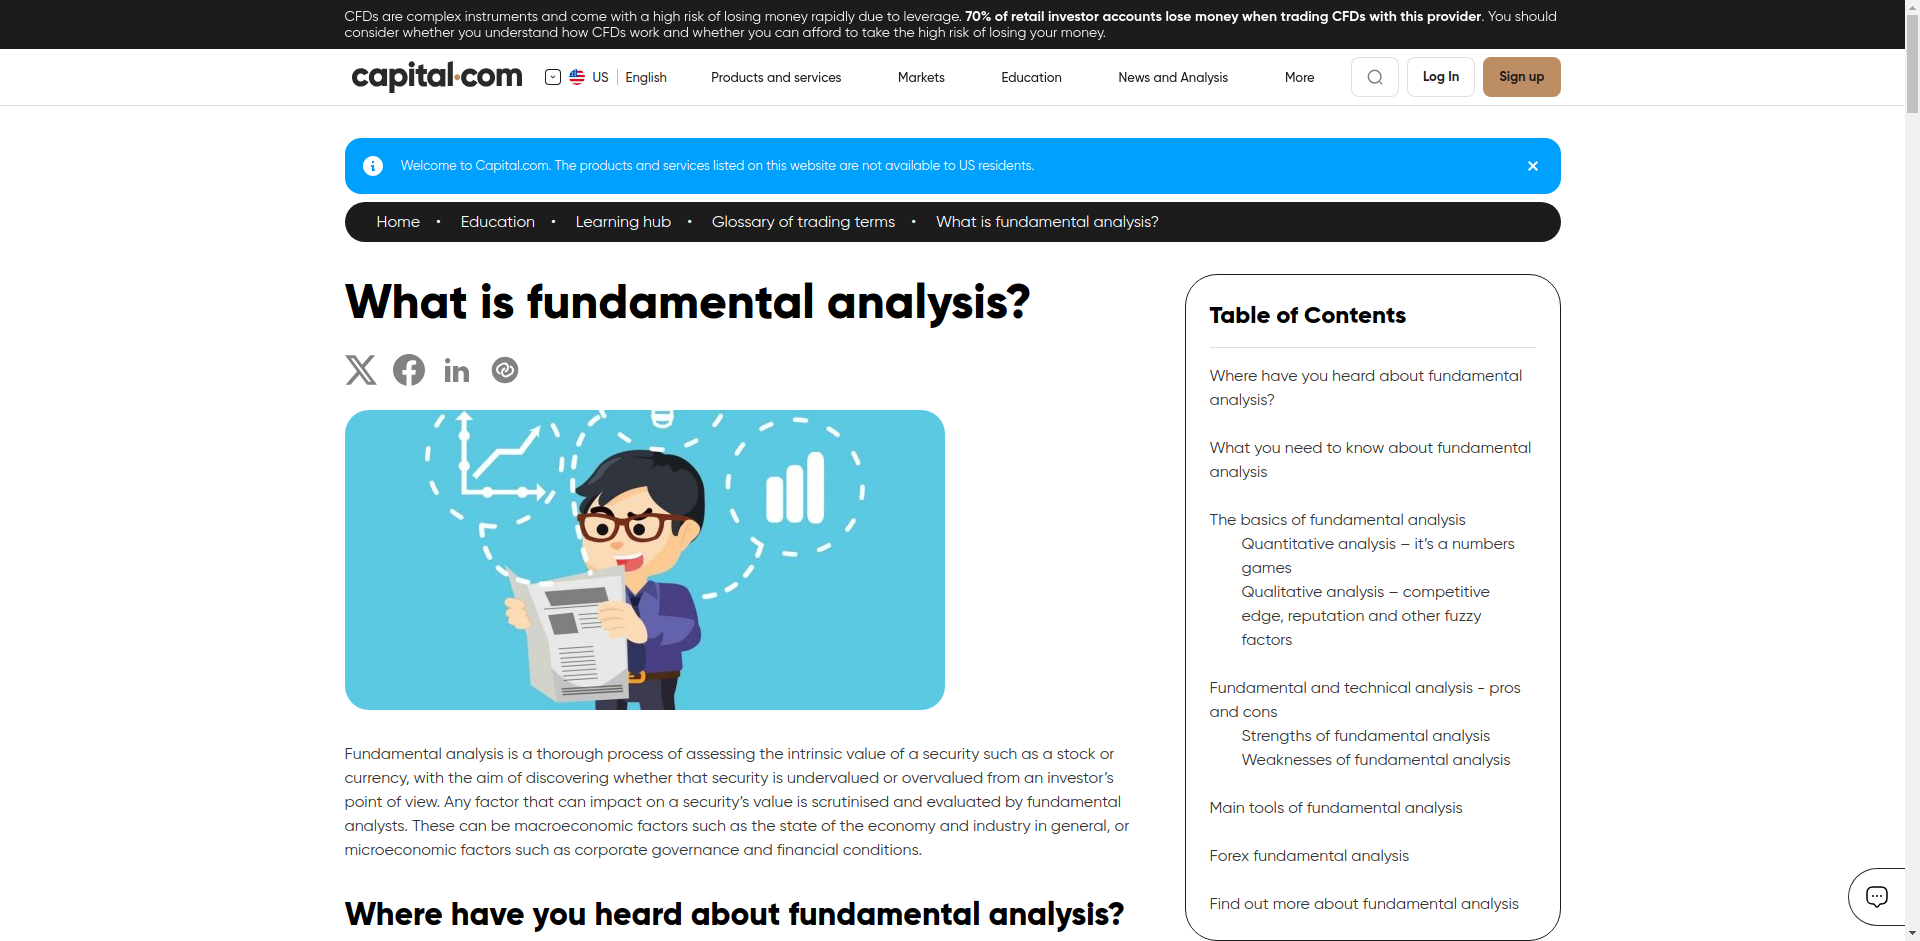 CFDs are complex instruments and come with a high risk of losing money rapidly due to leverage. 70% of retail investor accounts lose money when trading CFDs with this provider. You should
consider whether you understand how CFDs work and whether you can afford to take the high risk of losing your money.
capital.com
US English
Products and services
Markets
Education
News and Analysis
More
Log In
Sign up
Welcome to Capital.com. The products and services listed on this website are not available to US residents.
Home • Education • Learning hub • Glossary of trading terms • What is fundamental analysis?
What is fundamental analysis?
Fundamental analysis is a thorough process of assessing the intrinsic value of a security such as a stock or
currency, with the aim of discovering whether that security is undervalued or overvalued from an investor’s
point of view. Any factor that can impact on a security’s value is scrutinised and evaluated by fundamental
analysts. These can be macroeconomic factors such as the state of the economy and industry in general, or
microeconomic factors such as corporate governance and financial conditions.
Where have you heard about fundamental analysis?
Table of Contents
Where have you heard about fundamental
analysis?
What you need to know about fundamental
analysis
The basics of fundamental analysis
Quantitative analysis – it’s a numbers
games
Qualitative analysis – competitive
edge, reputation and other fuzzy
factors
Fundamental and technical analysis - pros
and cons
Strengths of fundamental analysis
Weaknesses of fundamental analysis
Main tools of fundamental analysis
Forex fundamental analysis
Find out more about fundamental analysis